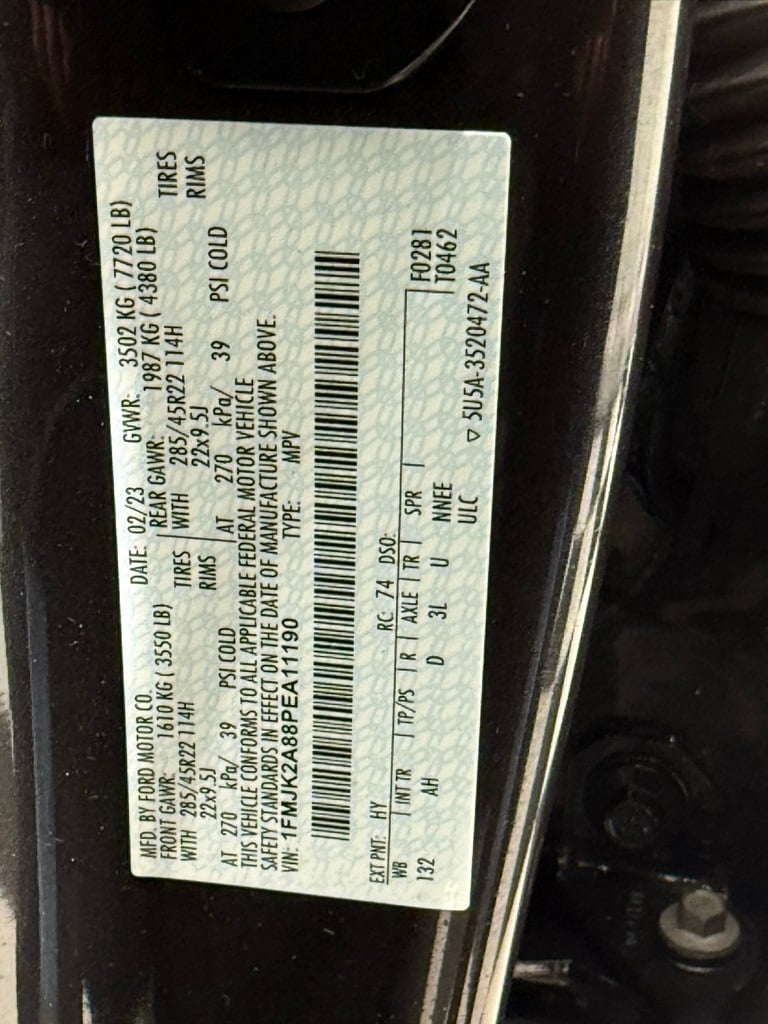 MFD. BY FORD MOTOR CO. DATE: 02/23 GVWR: 3502 KG ( 7720 LB)
FRONT GAWR: 1610 KG ( 3550 LB) REAR GAWR: 1987 KG ( 4380 LB)
WITH 285/45R22 114H TIRES WITH 285/45R22 114H TIRES
22x9.5J RIMS 22x9.5J RIMS
AT 270 kPa/ 39 PSI COLD AT 270 kPa/ 39 PSI COLD
THIS VEHICLE CONFORMS TO ALL APPLICABLE FEDERAL MOTOR VEHICLE
SAFETY STANDARDS IN EFFECT ON THE DATE OF MANUFACTURE SHOWN ABOVE.
VIN: 1FMJK2A88PEA11190 TYPE: MPV
EXT PNT: HY RC: 74 DSO:
WB INT TR TP/PS R AXLE TR SPR F0281
132 AH D 3L U NNEE T0462
ULC
▽ 5U5A-3520472-AA